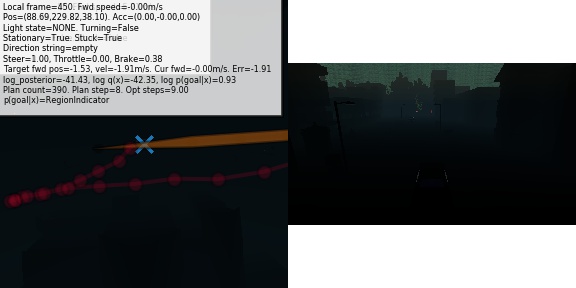 Local frame=450. Fwd speed=-0.00m/s
Pos=(88.69,229.82,38.10). Acc=(0.00,-0.00,0.00)
Light state=NONE. Turning=False
Stationary=True. Stuck=True
Direction string=empty
Steer=1.00, Throttle=0.00, Brake=0.38
Target fwd pos=-1.53, vel=-1.91m/s. Cur fwd=-0.00m/s. Err=-1.91
log_posterior=-41.43, log q(x)=-42.35, log p(goal|x)=0.93
Plan count=390. Plan step=8. Opt steps=9.00
p(goal|x)=RegionIndicator